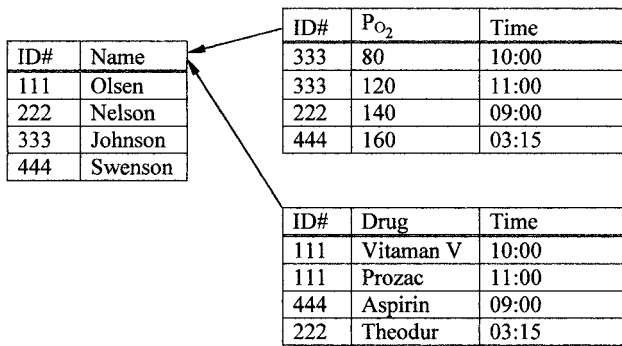 ID# Name
111 Olsen
222 Nelson
333 Johnson
444 Swenson
ID# PO2 Time
333 80 10:00
333 120 11:00
222 140 09:00
444 160 03:15
ID# Drug Time
111 Vitaman V 10:00
111 Prozac 11:00
444 Aspirin 09:00
222 Theodur 03:15